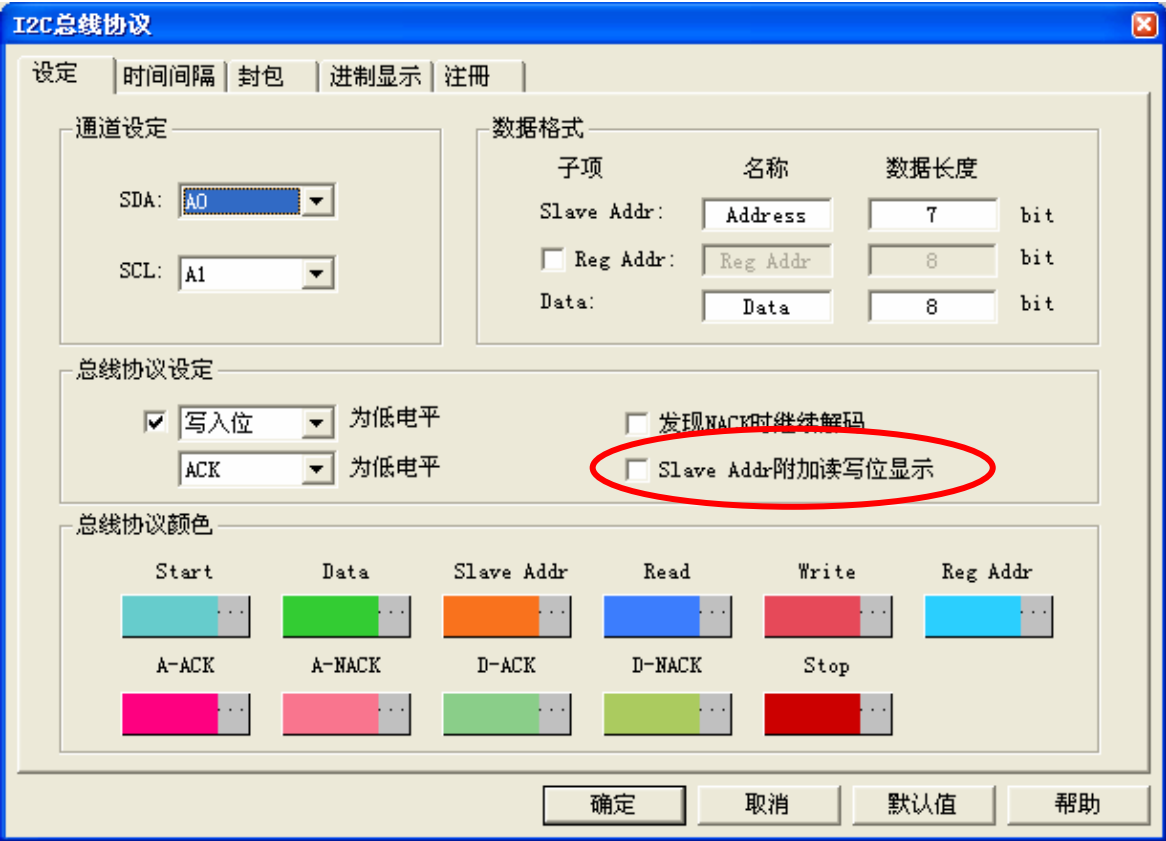 I2C总线协议
设定 时间间隔 封包 进制显示 注册
通道设定
SDA: A0
SCL: A1
数据格式
子项 名称 数据长度
Slave Addr: Address 7 bit
Reg Addr: Reg Addr 8 bit
Data: Data 8 bit
总线协议设定
写入位 为低电平 发现NACK时继续解码
ACK 为低电平 Slave Addr附加读写位显示
总线协议颜色
Start Data Slave Addr Read Write Reg Addr
... ... ... ... ... ...
A-ACK A-NACK D-ACK D-NACK Stop
... ... ... ... ...
确定 取消 默认值 帮助